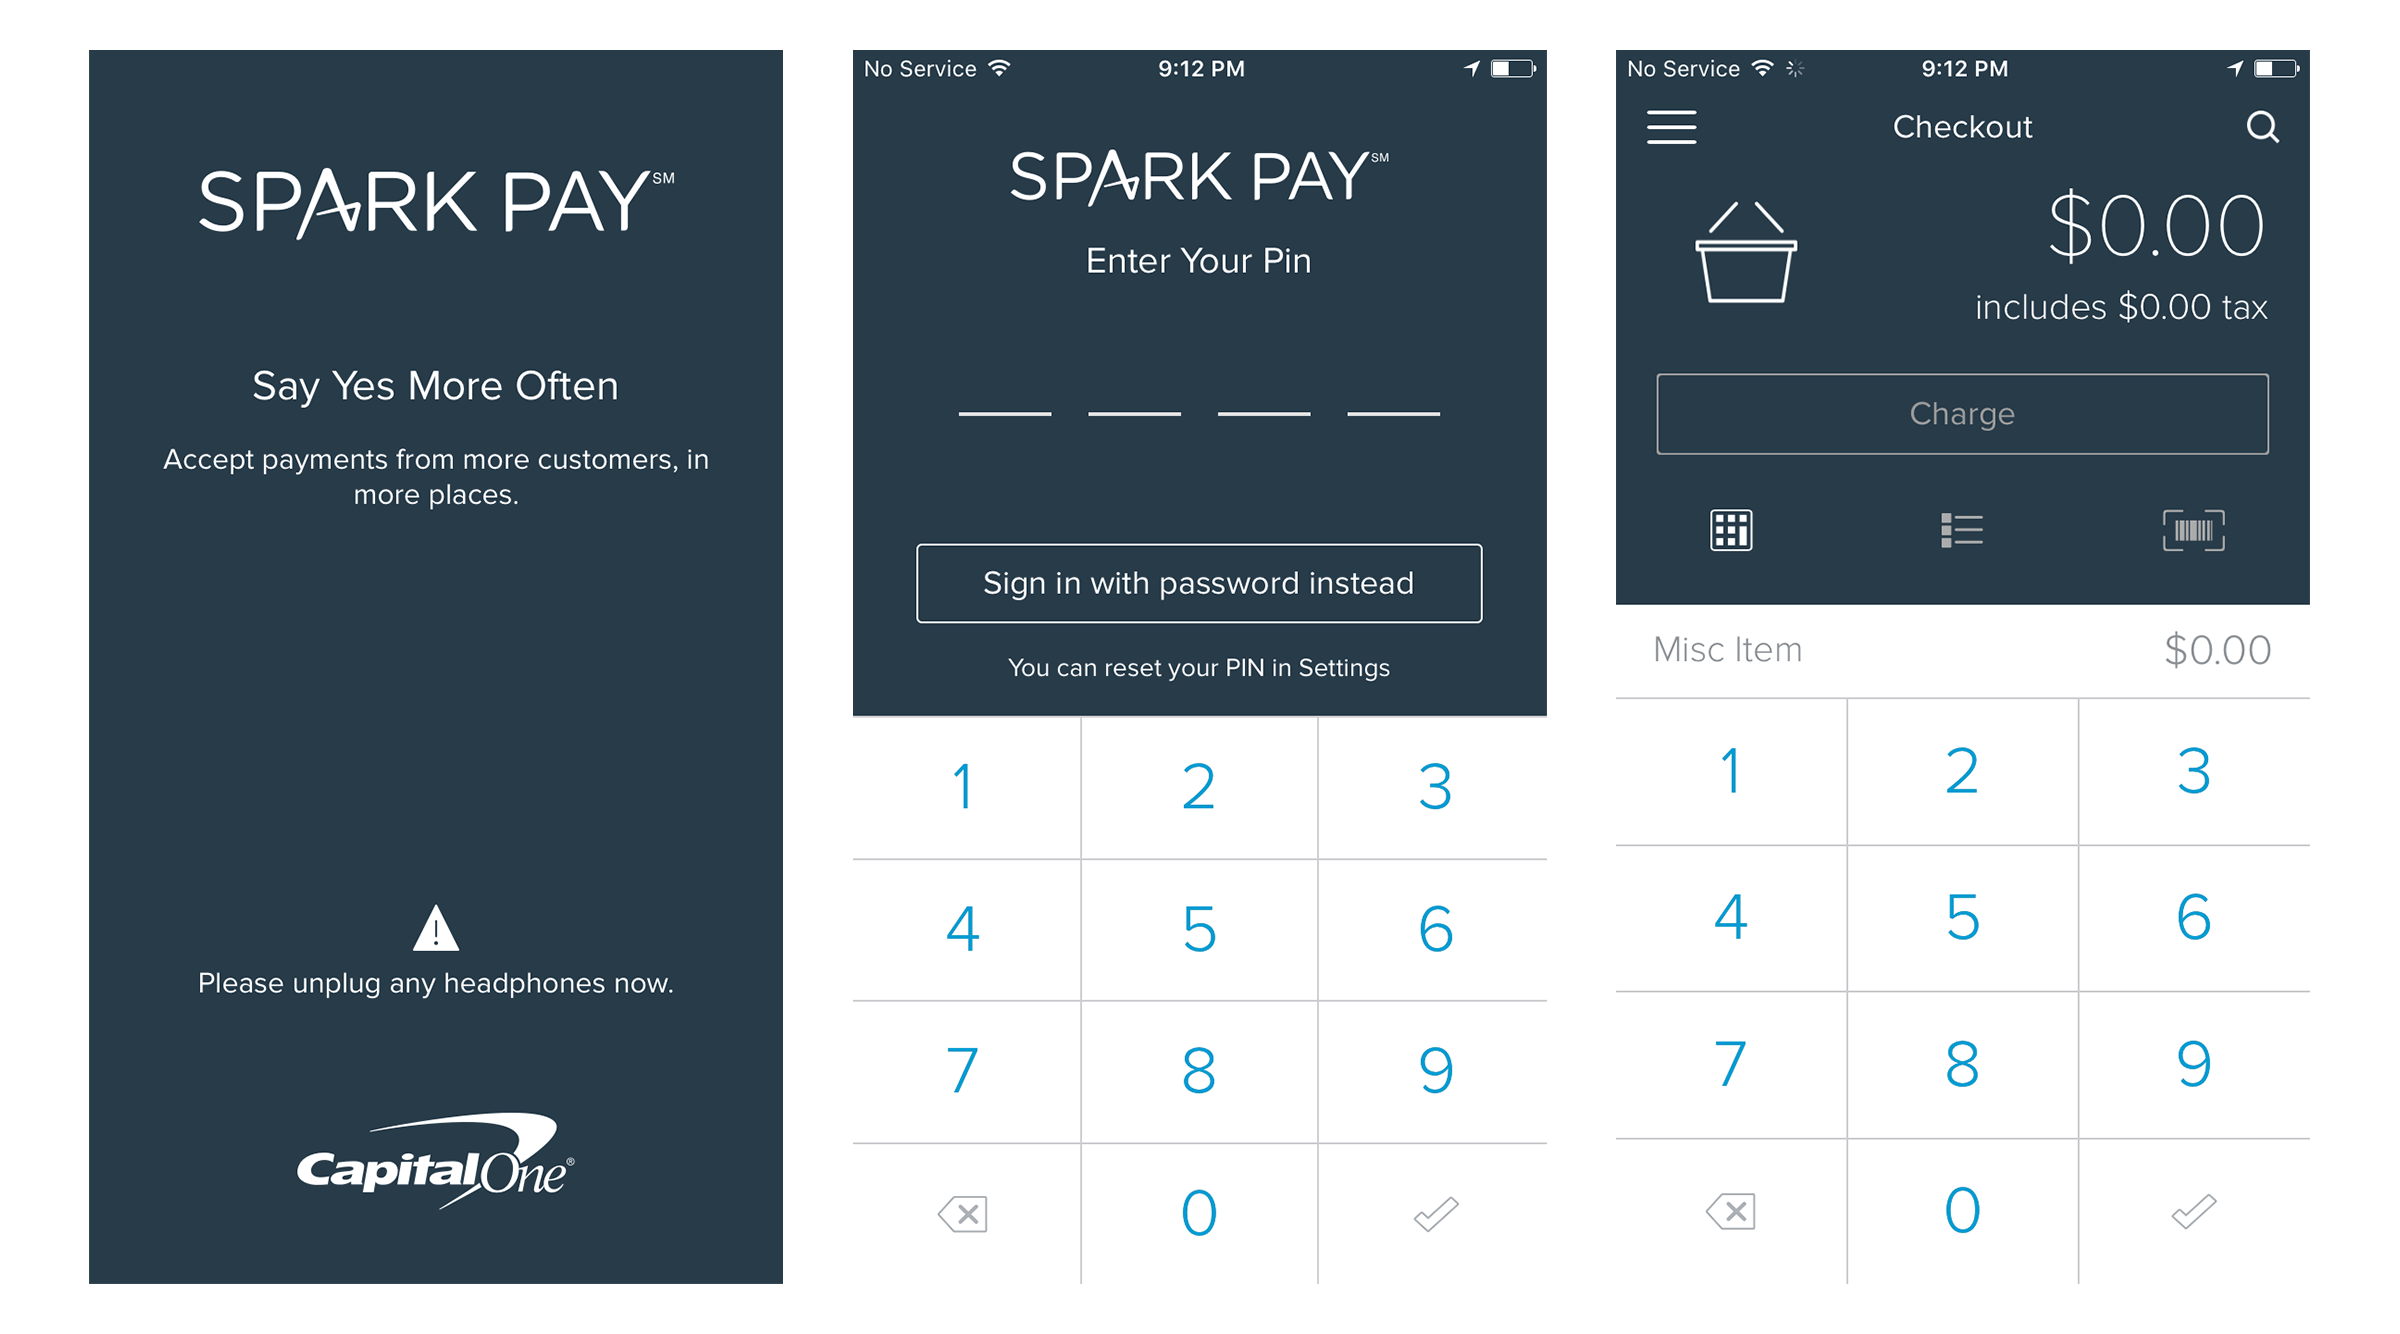 SPARK PAY℠
Say Yes More Often
Accept payments from more customers, in
more places.
Please unplug any headphones now.
CapitalOne®
No Service
9:12 PM
SPARK PAY℠
Enter Your Pin
Sign in with password instead
You can reset your PIN in Settings
1 2 3
4 5 6
7 8 9
0
No Service
9:12 PM
Checkout
$0.00
includes $0.00 tax
Charge
Misc Item $0.00
1 2 3
4 5 6
7 8 9
0